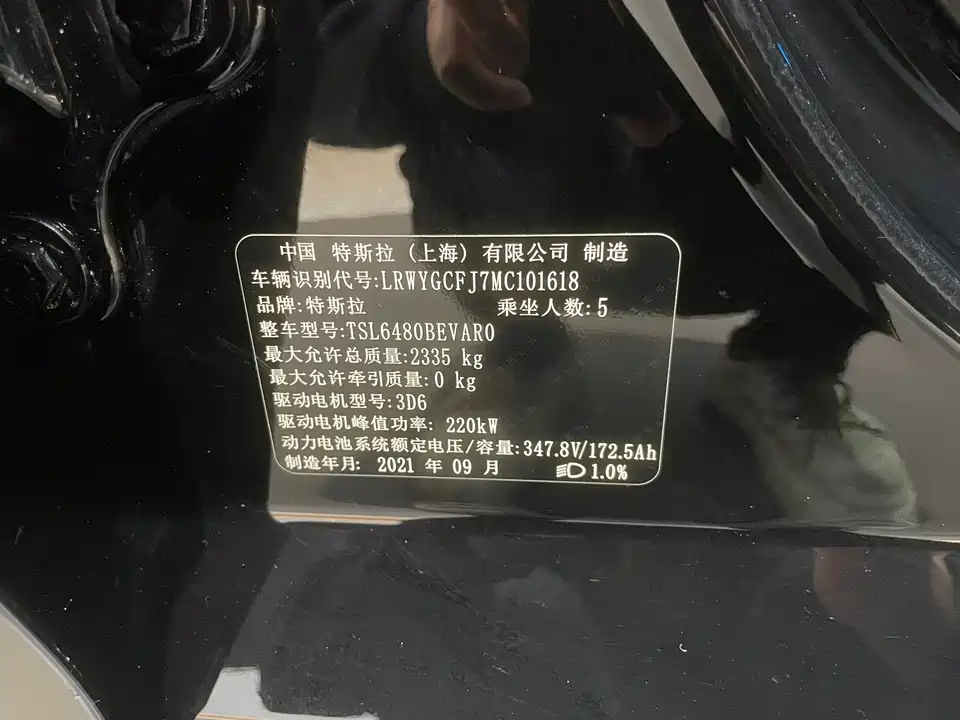 中国 特斯拉 (上海) 有限公司 制造
车辆识别代号:LRWYGCFJ7MC101618
品牌:特斯拉 乘坐人数:5
整车型号:TSL6480BEVAR0
最大允许总质量:2335 kg
最大允许牵引质量:0 kg
驱动电机型号:3D6
驱动电机峰值功率: 220kW
动力电池系统额定电压/容量:347.8V/172.5Ah
制造年月: 2021 年 09 月 1.0%